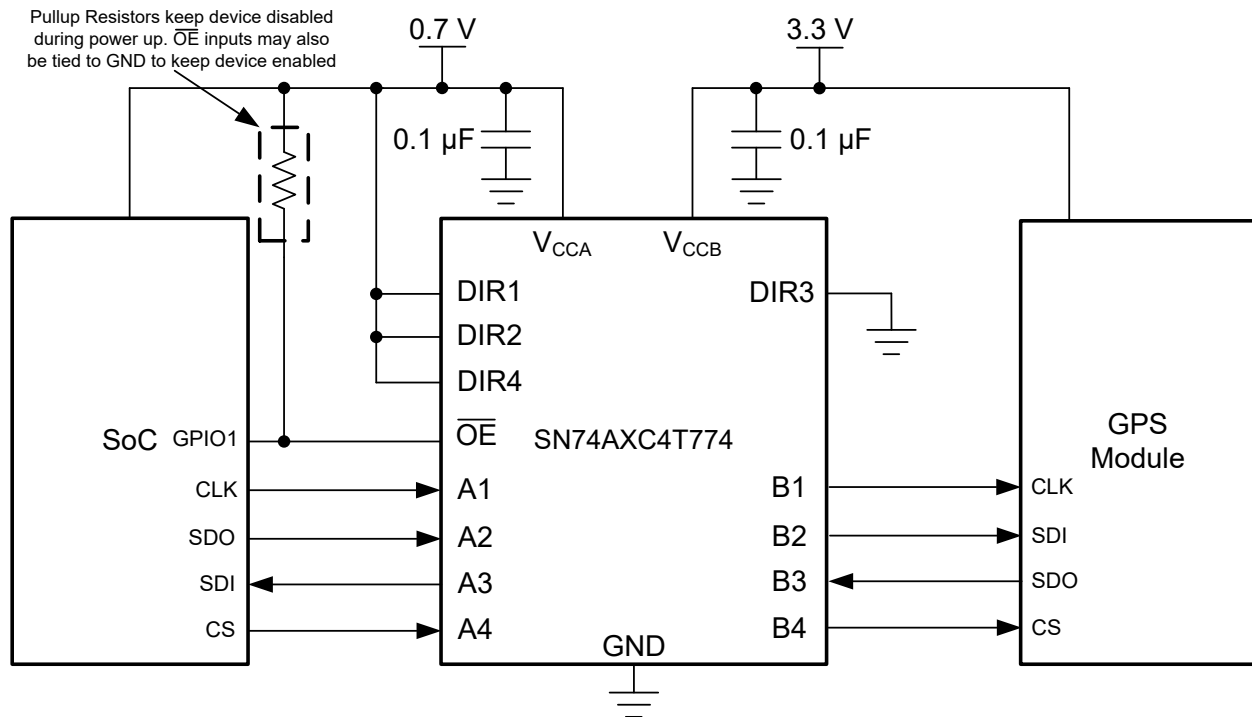 Pullup Resistors keep device disabled
during power up. O̅E̅ inputs may also
be tied to GND to keep device enabled
0.7 V
3.3 V
0.1 µF
0.1 µF
VCCA
VCCB
DIR1
DIR3
DIR2
DIR4
SoC
GPIO1
O̅E̅
SN74AXC4T774
GPS
Module
CLK
A1
B1
CLK
SDO
A2
B2
SDI
SDI
A3
B3
SDO
CS
A4
B4
CS
GND